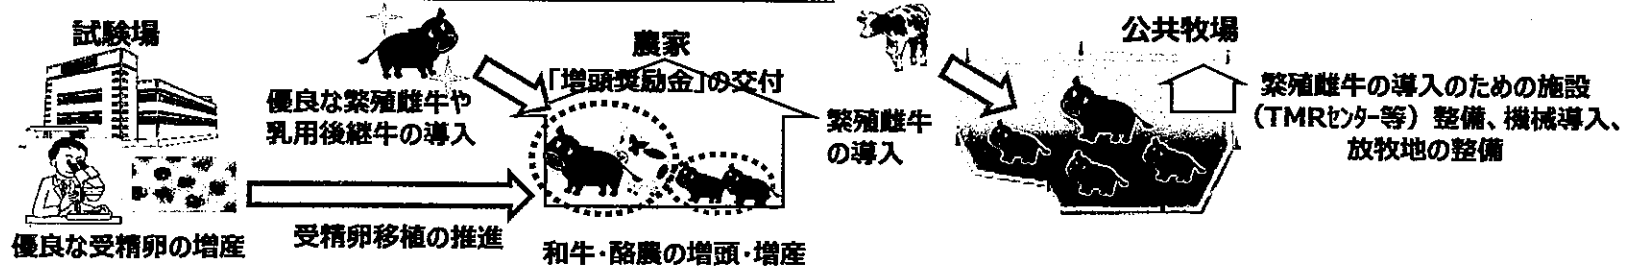 試験場
優良な受精卵の増産
優良な繁殖雌牛や
乳用後継牛の導入
受精卵移植の推進
農家
「増頭奨励金」の交付
和牛・酪農の増頭・増産
繁殖雌牛
の導入
公共牧場
繁殖雌牛の導入のための施設
（TMRセンター等）整備、機械導入、
放牧地の整備